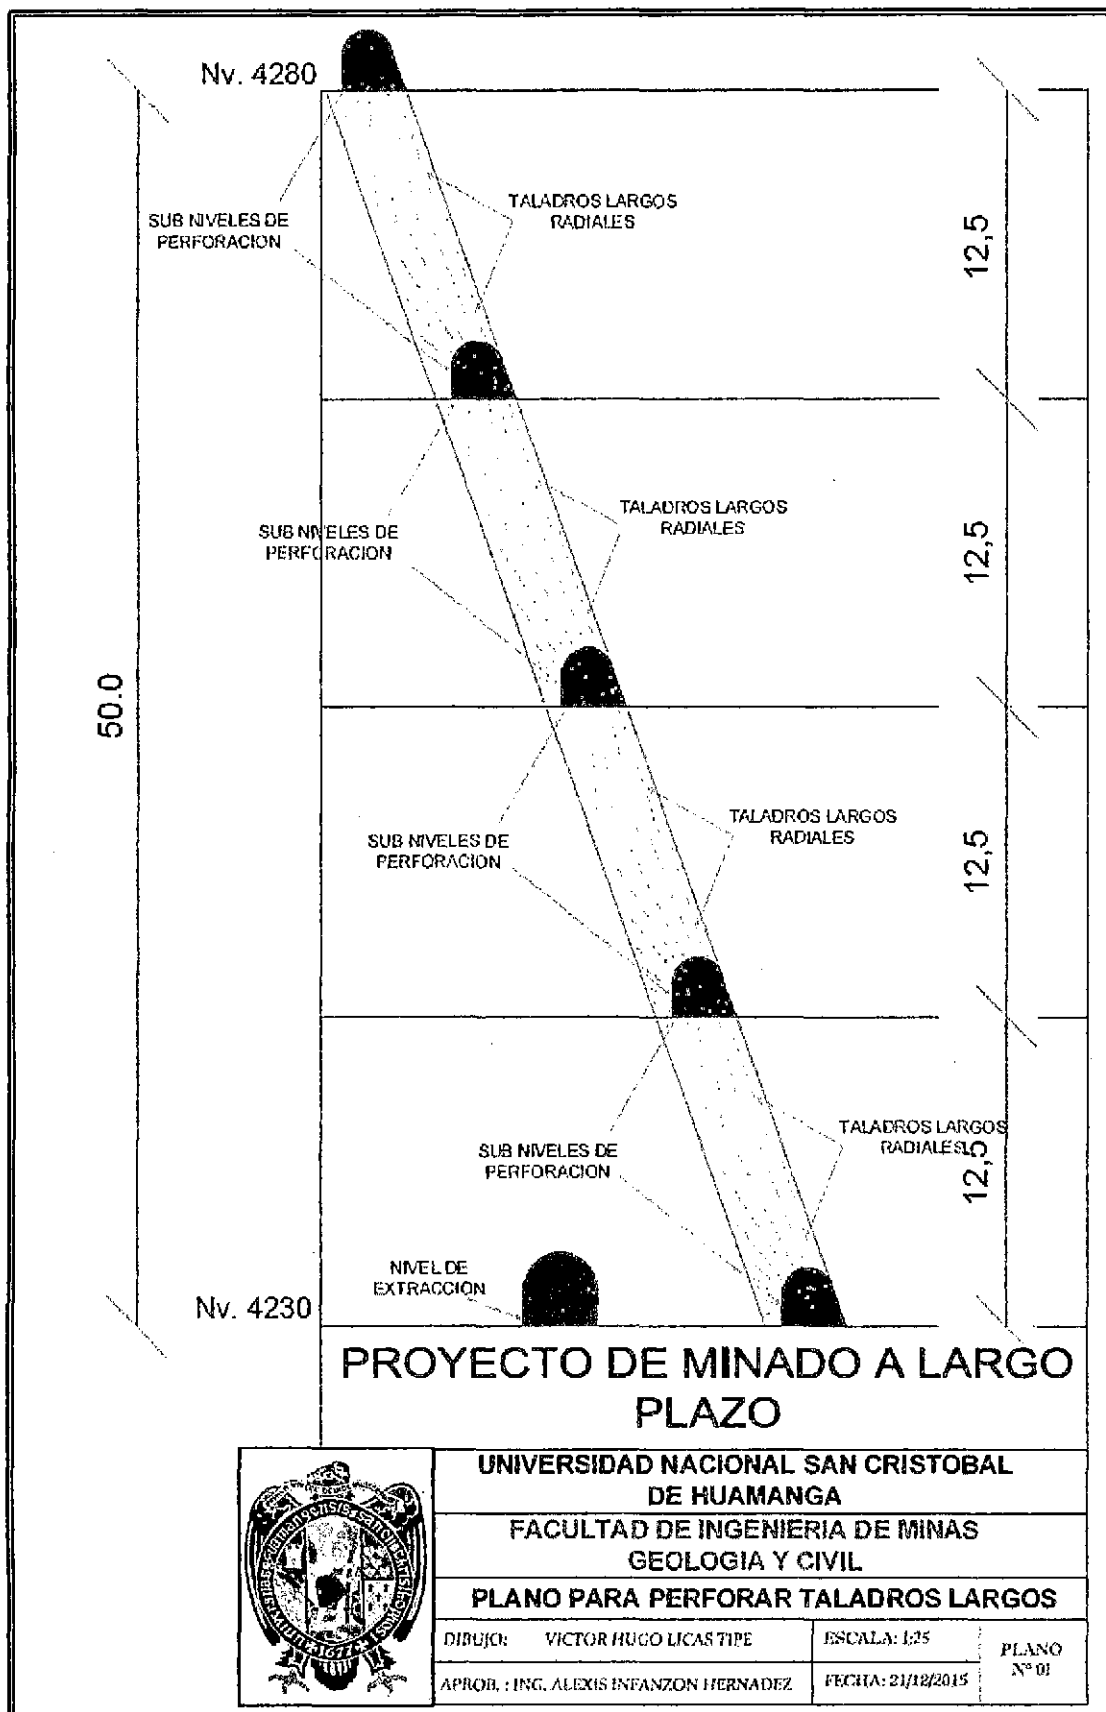 Nv. 4280
TALADROS LARGOS
RADIALES
SUB NIVELES DE
PERFORACION
12,5
TALADROS LARGOS
RADIALES
SUB NIVELES DE
PERFORACION
12,5
50.0
TALADROS LARGOS
RADIALES
SUB NIVELES DE
PERFORACION
12,5
TALADROS LARGOS
RADIALES
SUB NIVELES DE
PERFORACION
12,5
NIVEL DE
EXTRACCION
Nv. 4230
PROYECTO DE MINADO A LARGO
PLAZO
UNIVERSIDAD NACIONAL SAN CRISTOBAL
DE HUAMANGA
FACULTAD DE INGENIERIA DE MINAS
GEOLOGIA Y CIVIL
PLANO PARA PERFORAR TALADROS LARGOS
DIBUJO: VICTOR HUGO LICAS TIPE
ESCALA: 1:25
PLANO
Nº 01
APROB. : ING. ALEXIS INFANZON HERNADEZ
FECHA: 21/12/2015
1677